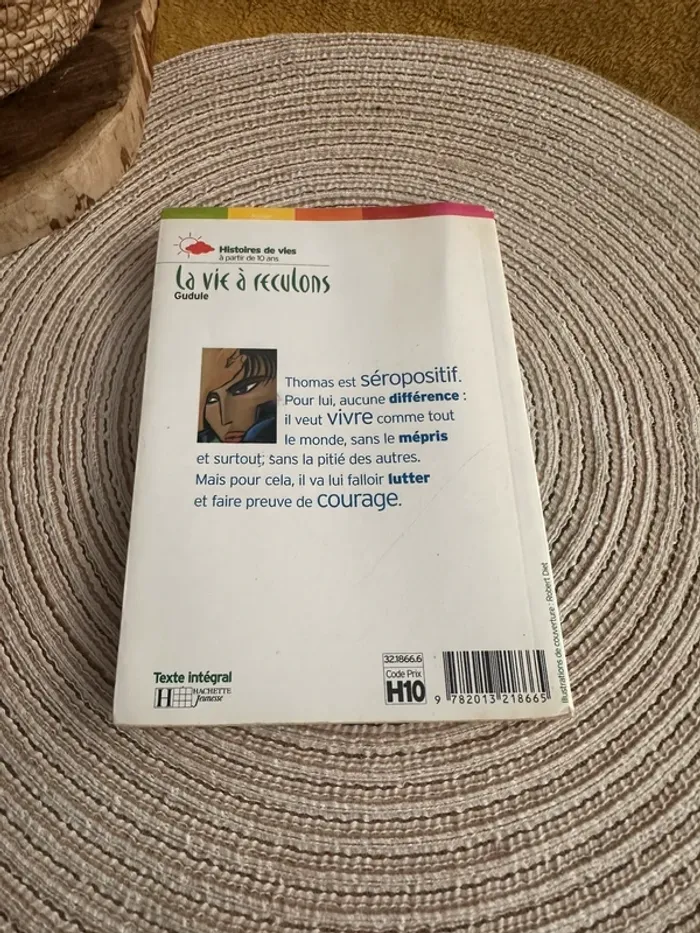 Histoires de vies
à partir de 10 ans
La vie à reculons
Gudule
Thomas est séropositif.
Pour lui, aucune différence :
il veut vivre comme tout
le monde, sans le mépris
et surtout, sans la pitié des autres.
Mais pour cela, il va lui falloir lutter
et faire preuve de courage.
Texte intégral
H HACHETTE
Jeunesse
32.1866.6
Code Prix
H10
9 782013 218665
Illustrations de couverture : Robert Diet